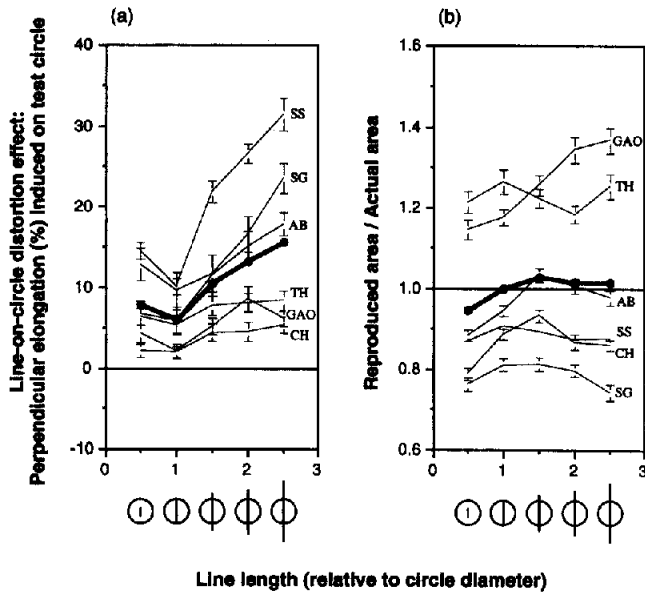 (a)
Line-on-circle distortion effect:
Perpendicular elongation (%) induced on test circle
40
30
20
10
0
-10
0
1
2
3
SS
SG
AB
TH
GAO
CH
(b)
Reproduced area / Actual area
1.6
1.4
1.2
1.0
0.8
0.6
0
1
2
3
GAO
TH
AB
SS
CH
SG
Line length (relative to circle diameter)